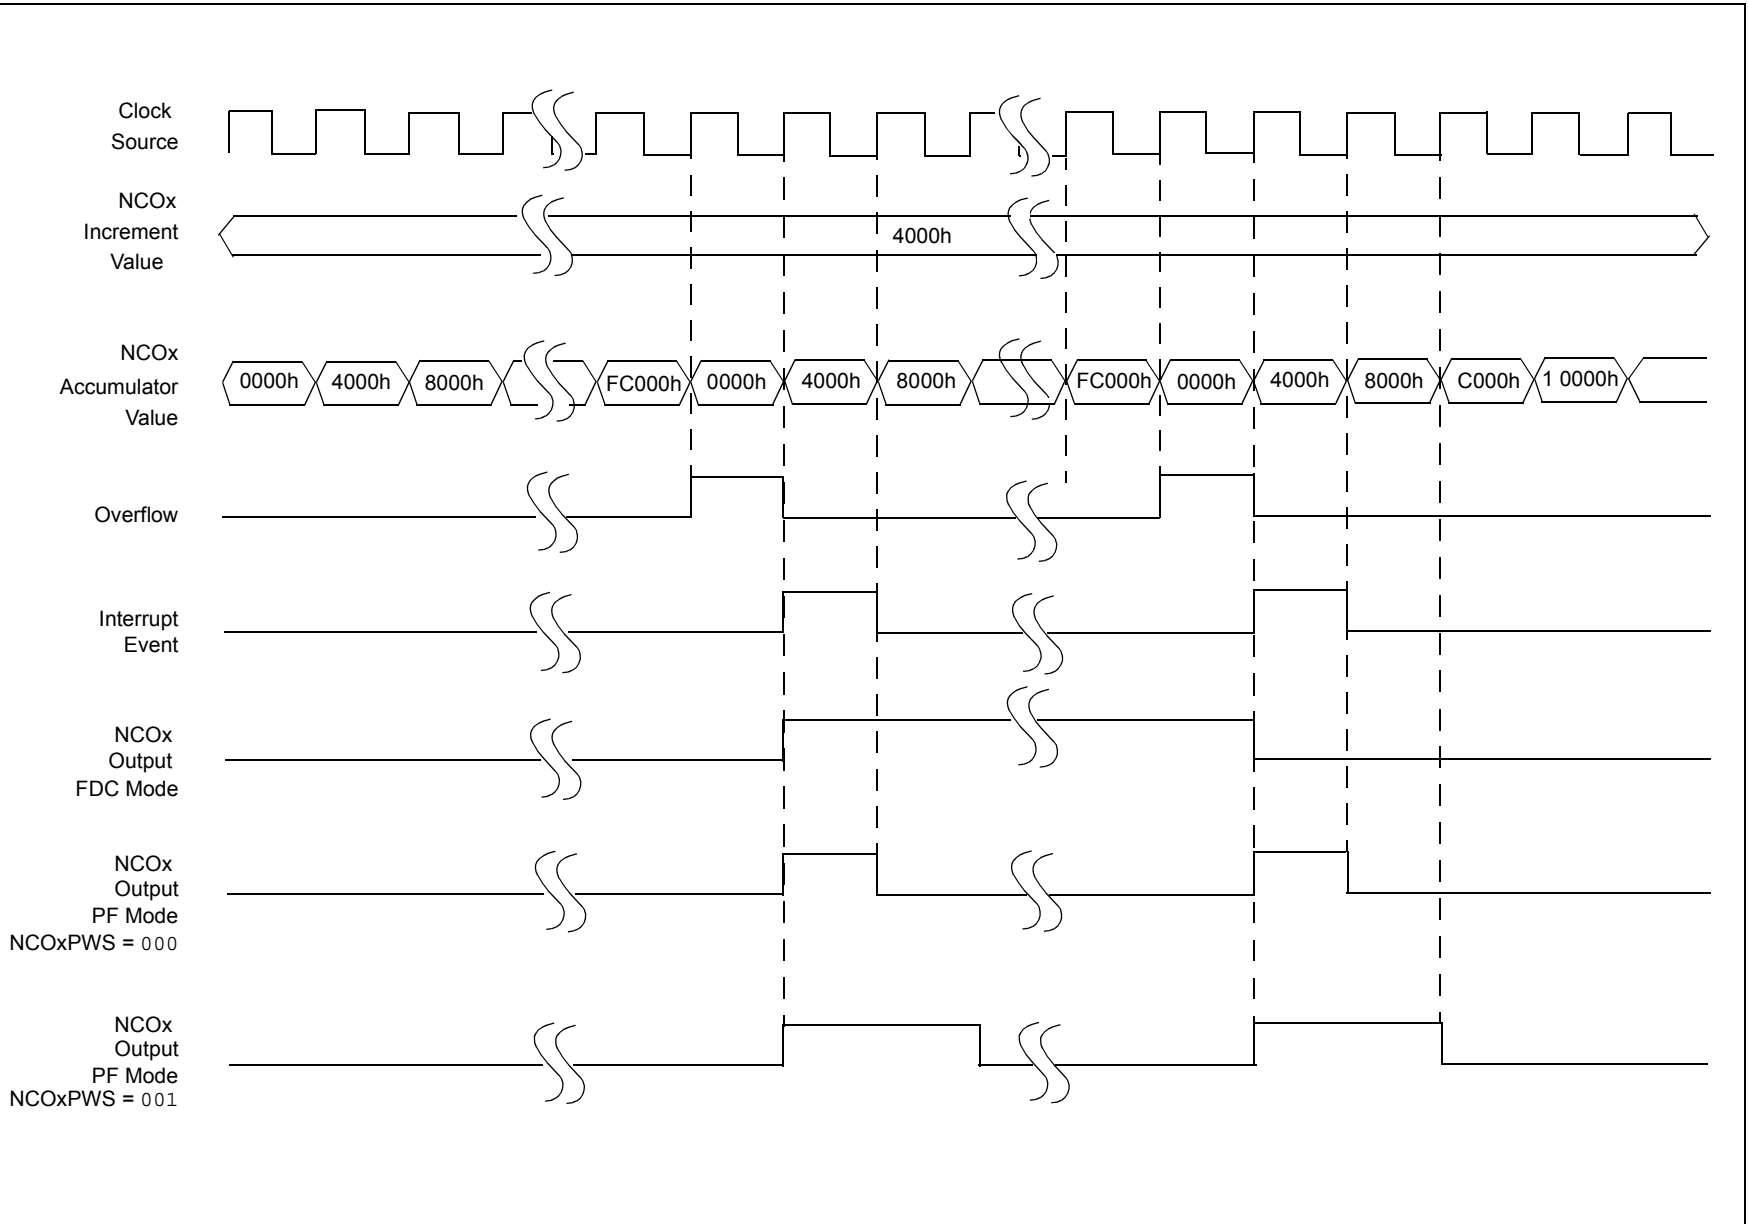 Clock
Source
NCOx
Increment
Value
4000h
NCOx
Accumulator
Value
0000h 4000h 8000h FC000h 0000h 4000h 8000h FC000h 0000h 4000h 8000h C000h 1 0000h
Overflow
Interrupt
Event
NCOx
Output
FDC Mode
NCOx
Output
PF Mode
NCOxPWS = 000
NCOx
Output
PF Mode
NCOxPWS = 001